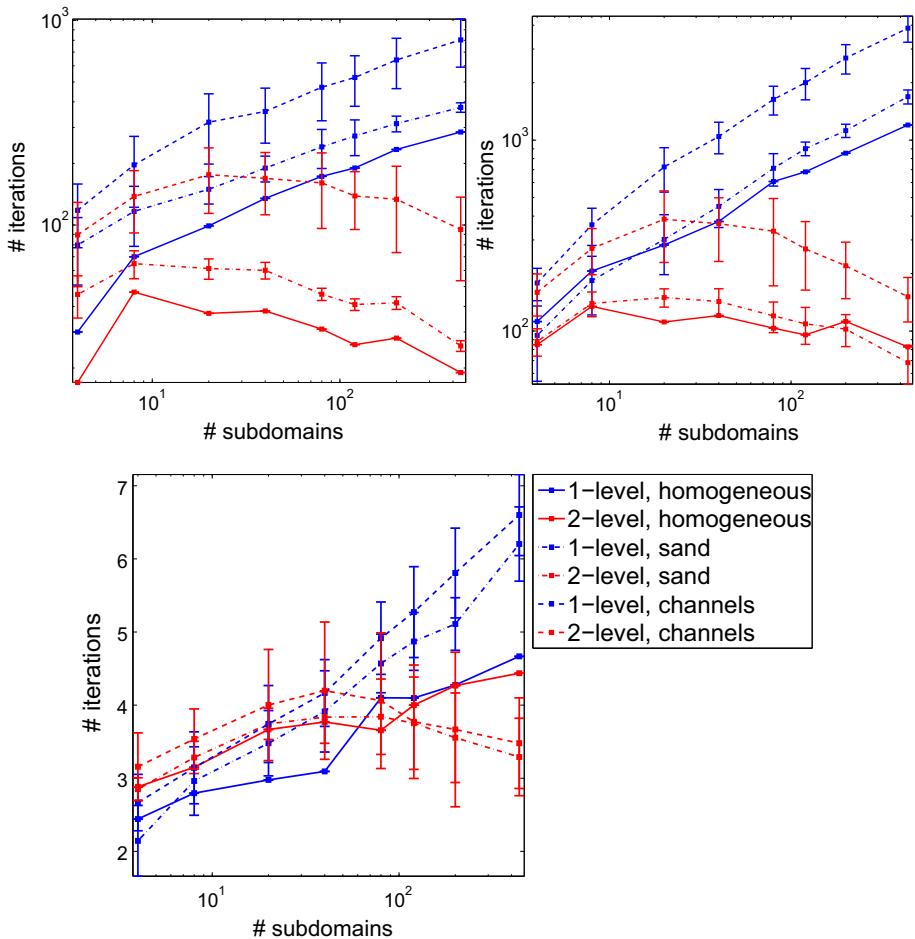 10^3
10^2
# iterations
10^1
10^2
# subdomains
10^3
10^2
# iterations
10^1
10^2
# subdomains
7
6
5
4
3
2
# iterations
10^1
10^2
# subdomains
1−level, homogeneous
2−level, homogeneous
1−level, sand
2−level, sand
1−level, channels
2−level, channels